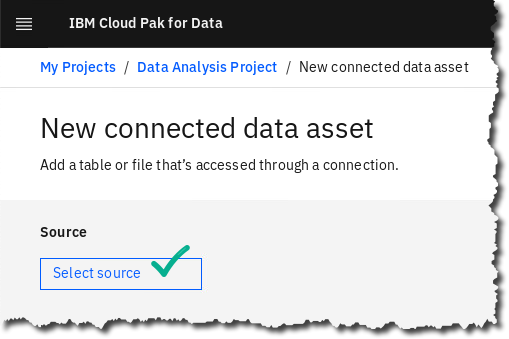 IBM Cloud Pak for Data
My Projects / Data Analysis Project / New connected data asset
New connected data asset
Add a table or file that's accessed through a connection.
Source
Select source